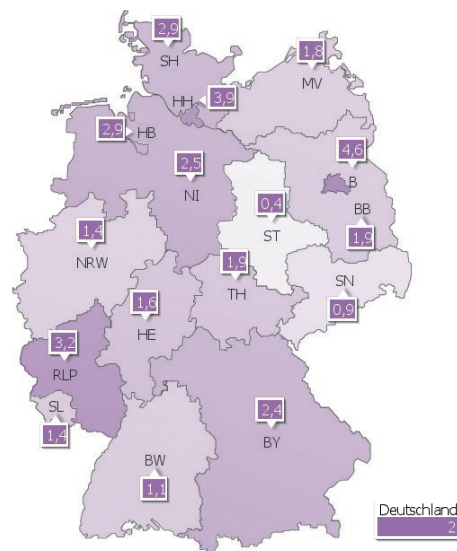 2,9
SH
1,8
MV
HH
3,9
2,9
HB
4,6
2,5
NI
B
0,4
BB
ST
1,9
1,4
NRW
1,9
TH
SN
0,9
1,6
HE
3,2
RLP
SL
1,4
2,4
BY
BW
1,1
Deutschland
2